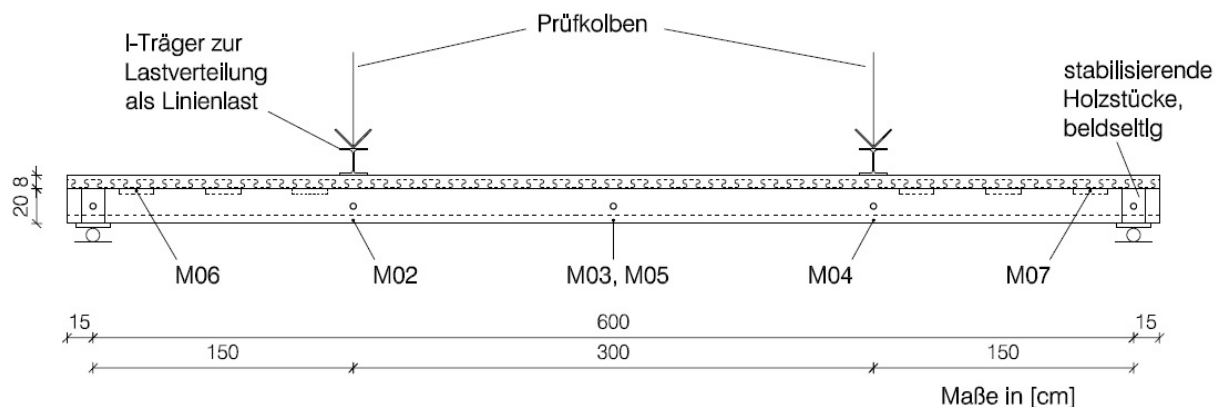 Prüfkolben
I-Träger zur
Lastverteilung
als Linienlast
stabilisierende
Holzstücke,
beldseltlg
8
20
M06
M02
M03, M05
M04
M07
15
600
15
150
300
150
Maße in [cm]